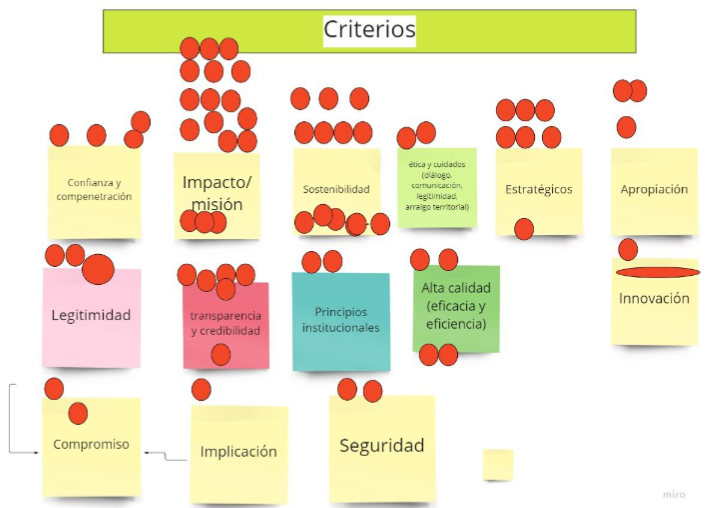 Criterios
Confianza y
compenetración
Impacto/
misión
Sostenibilidad
ética y cuidados
(diálogo,
comunicación,
legitimidad,
arraigo territorial)
Estratégicos
Apropiación
Legitimidad
transparencia
y credibilidad
Principios
institucionales
Alta calidad
(eficacia y
eficiencia)
Innovación
Compromiso
Implicación
Seguridad
miro